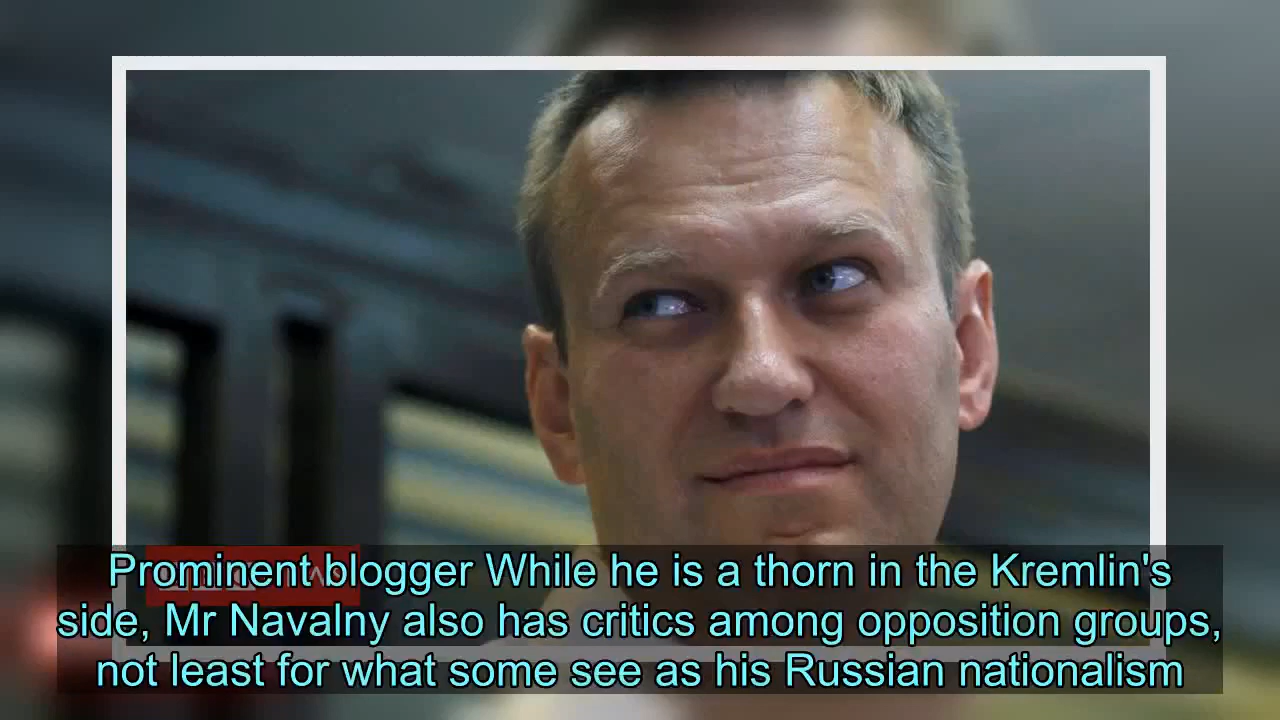 Prominent blogger While he is a thorn in the Kremlin's
side, Mr Navalny also has critics among opposition groups,
not least for what some see as his Russian nationalism